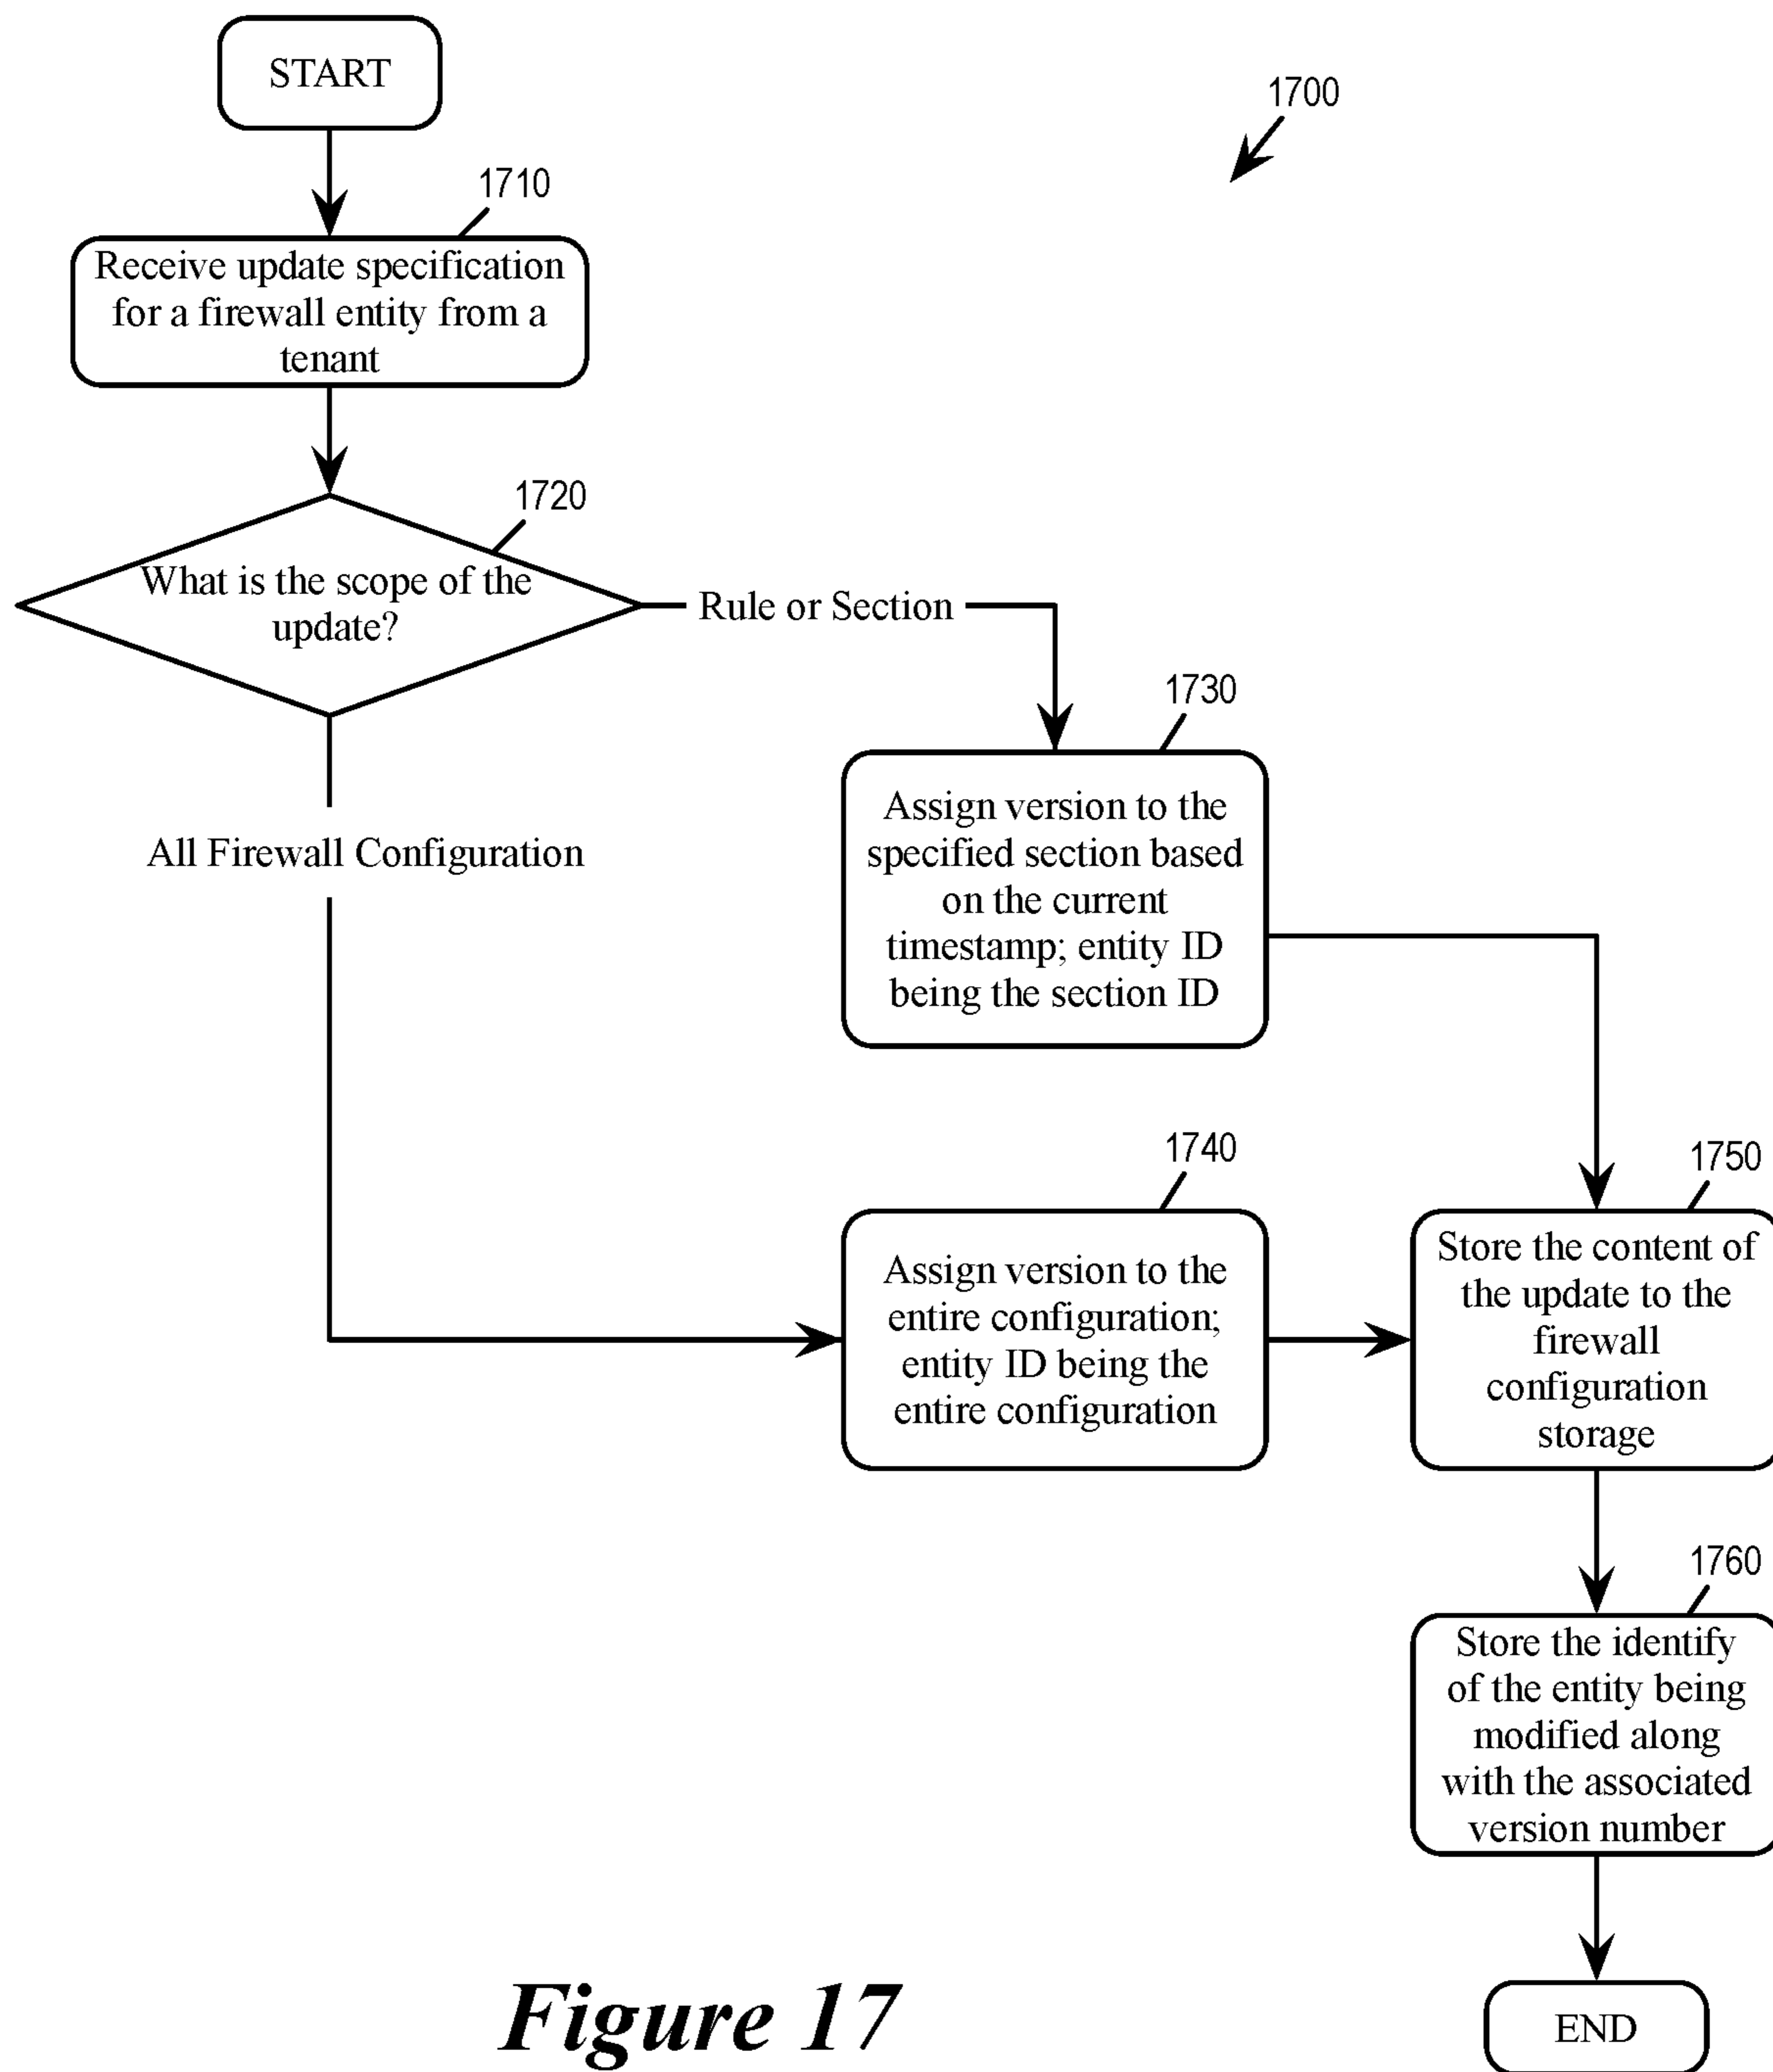 START
1700
1710
Receive update specification
for a firewall entity from a
tenant
1720
What is the scope of the
update?
Rule or Section
1730
Assign version to the
specified section based
on the current
timestamp; entity ID
being the section ID
All Firewall Configuration
1740
Assign version to the
entire configuration;
entity ID being the
entire configuration
1750
Store the content of
the update to the
firewall
configuration
storage
1760
Store the identify
of the entity being
modified along
with the associated
version number
END
Figure 17